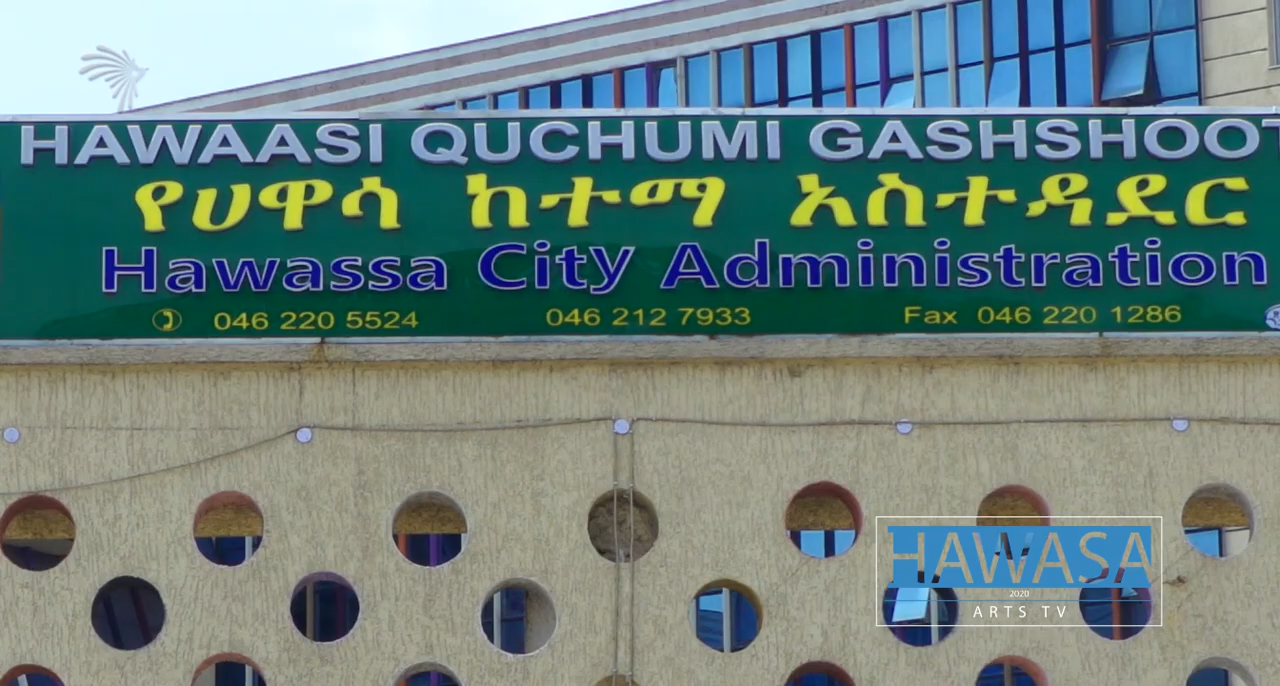 HAWAASI QUCHUMI GASHSHOOT
የሀዋሳ ከተማ አስተዳደር
Hawassa City Administration
046 220 5524 046 212 7933 Fax 046 220 1286
HAWASA
2020
ARTS TV